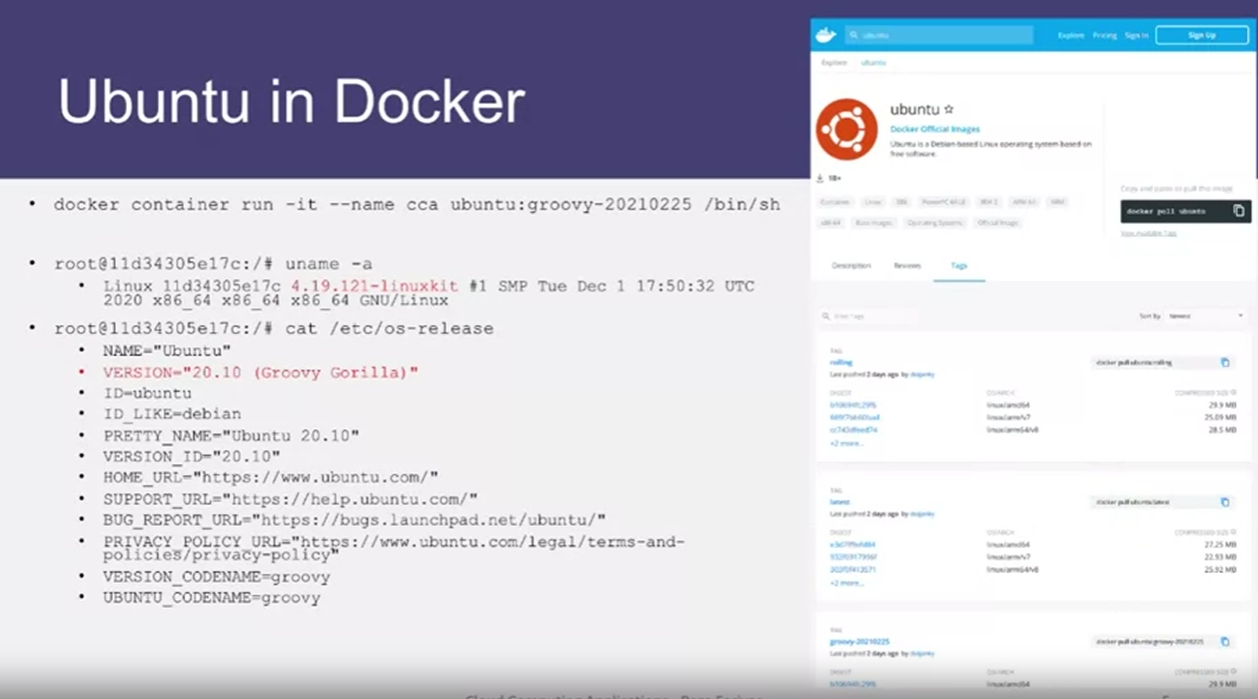 Ubuntu in Docker
docker container run -it --name cca ubuntu:groovy-20210225 /bin/sh
root@11d34305e17c:/# uname -a
Linux 11d34305e17c 4.19.121-linuxkit #1 SMP Tue Dec 1 17:50:32 UTC
2020 x86_64 x86_64 x86_64 GNU/Linux
root@11d34305e17c:/# cat /etc/os-release
NAME="Ubuntu"
VERSION="20.10 (Groovy Gorilla)"
ID=ubuntu
ID_LIKE=debian
PRETTY_NAME="Ubuntu 20.10"
VERSION_ID="20.10"
HOME_URL="https://www.ubuntu.com/"
SUPPORT_URL="https://help.ubuntu.com/"
BUG_REPORT_URL="https://bugs.launchpad.net/ubuntu/"
PRIVACY_POLICY_URL="https://www.ubuntu.com/legal/terms-and-
policies/privacy-policy"
VERSION_CODENAME=groovy
UBUNTU_CODENAME=groovy
ubuntu
Explore Pricing Sign In Sign Up
Explore ubuntu
ubuntu
Docker Official Images
Ubuntu is a Debian-based Linux operating system based on
free software.
Copy and paste to pull this image
docker pull ubuntu
View Available Tags
Container Linux 386 PowerPC 64 LE IBM Z ARM 64 ARM
x86-64 Base Images Operating Systems Official Image
Description Reviews Tags
Filter Tags
Sort by Newest
TAG
rolling
docker pull ubuntu:rolling
Last pushed 2 days ago by doijanky
DIGEST OS/ARCH COMPRESSED SIZE
linux/amd64 29.9 MB
linux/arm/v7 25.09 MB
linux/arm64/v8 28.5 MB
+2 more...
TAG
latest
docker pull ubuntu:latest
Last pushed 2 days ago by doijanky
DIGEST OS/ARCH COMPRESSED SIZE
linux/amd64 27.25 MB
linux/arm/v7 22.93 MB
linux/arm64/v8 25.92 MB
+2 more...
TAG
groovy-20210225
docker pull ubuntu:groovy-20210225
Last pushed 2 days ago by doijanky
DIGEST OS/ARCH COMPRESSED SIZE
linux/amd64 29.9 MB
Cloud Computing Applications